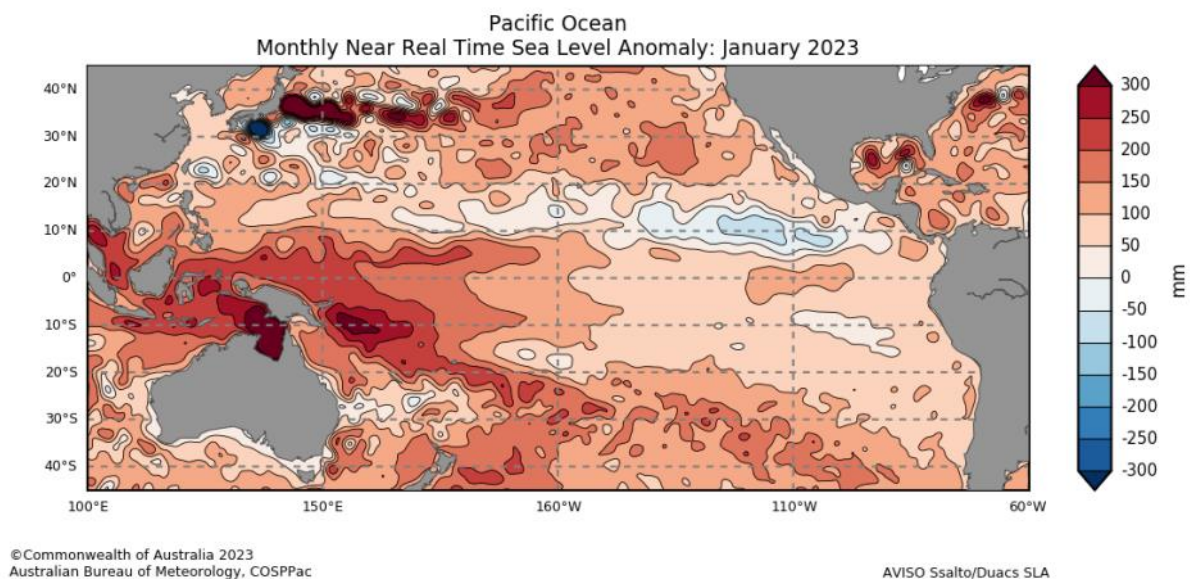 Pacific Ocean
Monthly Near Real Time Sea Level Anomaly: January 2023
40°N
30°N
20°N
10°N
0°
10°S
20°S
30°S
40°S
100°E
150°E
160°W
110°W
60°W
300
250
200
150
100
50
0
-50
-100
-150
-200
-250
-300
mm
©Commonwealth of Australia 2023
Australian Bureau of Meteorology, COSPPac
AVISO Ssalto/Duacs SLA